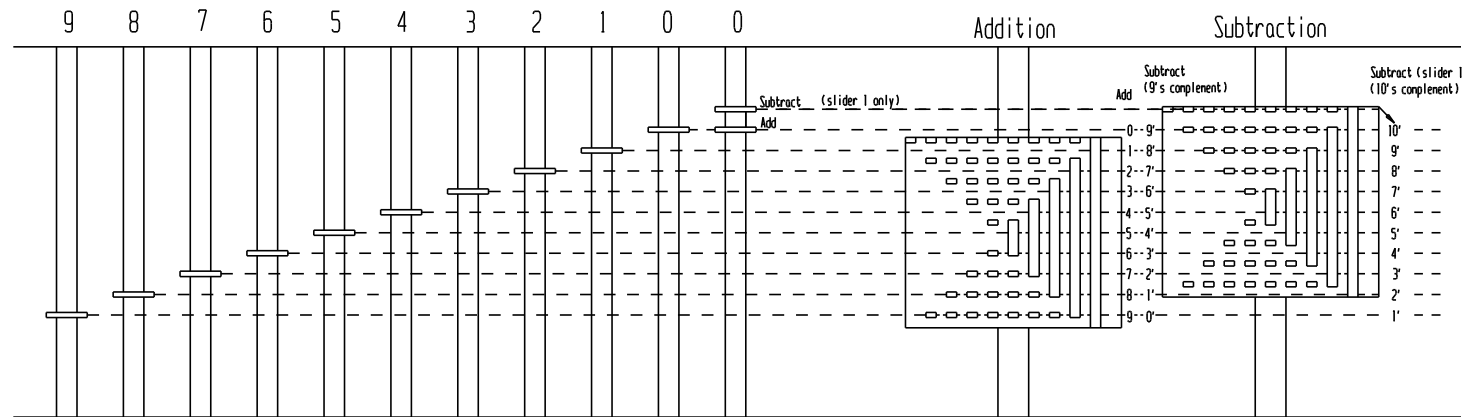 9 8 7 6 5 4 3 2 1 0 0 Addition Subtraction
Subtract (9's complenent)
Subtract (slider 1
(10's complenent)
Add
Subtract (slider 1 only)
Add
0 9' 10'
1 8' 9'
2 7' 8'
3 6' 7'
4 5' 6'
5 4' 5'
6 3' 4'
7 2' 3'
8 1' 2'
9 0' 1'